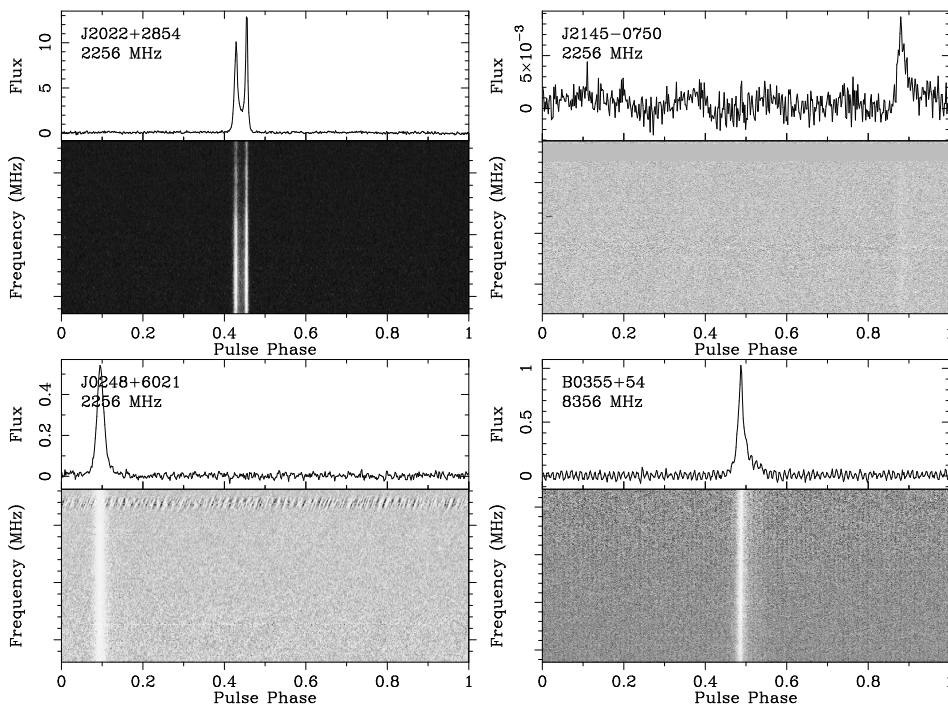 J2022+2854
2256 MHz
Flux
10
5
0
Frequency (MHz)
0 0.2 0.4 0.6 0.8 1
Pulse Phase
J2145−0750
2256 MHz
Flux
5×10⁻³
0
Frequency (MHz)
0 0.2 0.4 0.6 0.8 1
Pulse Phase
J0248+6021
2256 MHz
Flux
0.4
0.2
0
Frequency (MHz)
0 0.2 0.4 0.6 0.8 1
Pulse Phase
B0355+54
8356 MHz
Flux
1
0.5
0
Frequency (MHz)
0 0.2 0.4 0.6 0.8 1
Pulse Phase